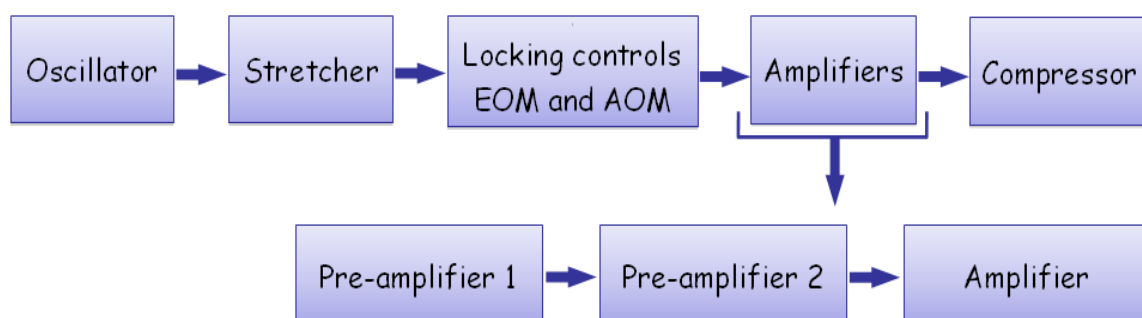 Oscillator
Stretcher
Locking controls
EOM and AOM
Amplifiers
Compressor
Pre-amplifier 1
Pre-amplifier 2
Amplifier